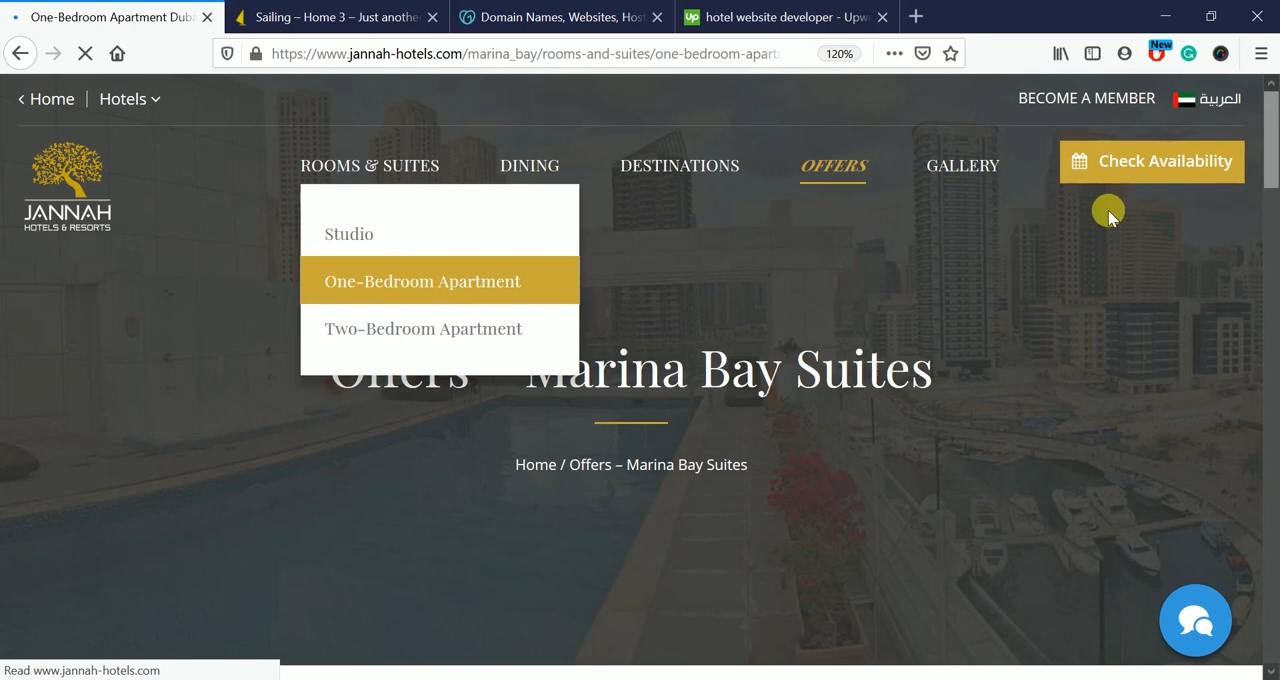 One-Bedroom Apartment Duba
Sailing – Home 3 – Just anothe
Domain Names, Websites, Hos
Up hotel website developer - Upw
https://www.jannah-hotels.com/marina_bay/rooms-and-suites/one-bedroom-apart
120%
New
Home
Hotels
BECOME A MEMBER
العربية
ROOMS & SUITES
DINING
DESTINATIONS
OFFERS
GALLERY
Check Availability
JANNAH
HOTELS & RESORTS
Studio
One-Bedroom Apartment
Two-Bedroom Apartment
Offers – Marina Bay Suites
Home / Offers – Marina Bay Suites
Read www.jannah-hotels.com